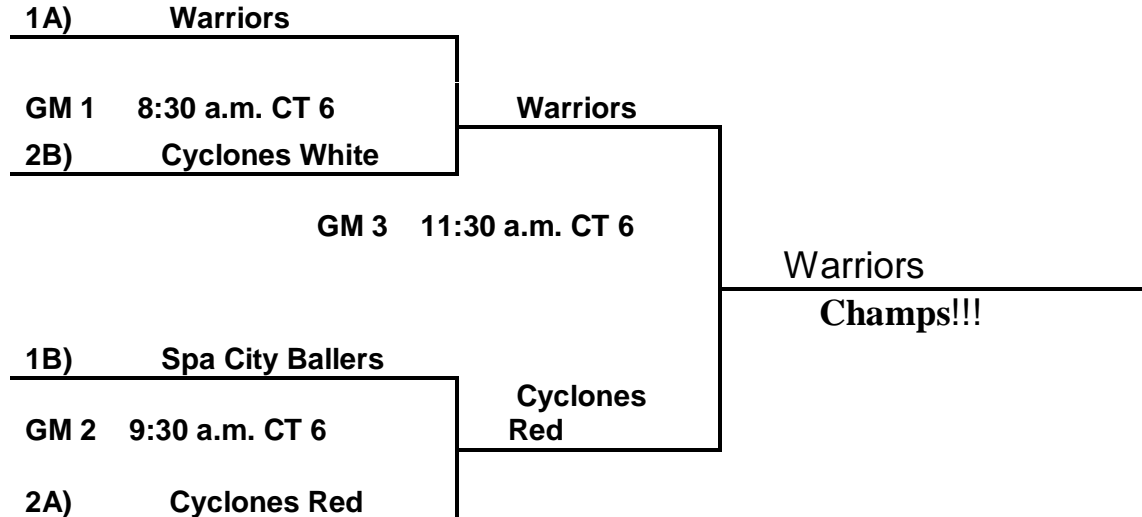 1A) Warriors
GM 1 8:30 a.m. CT 6
Warriors
2B) Cyclones White
GM 3 11:30 a.m. CT 6
Warriors
Champs!!!
1B) Spa City Ballers
Cyclones
Red
GM 2 9:30 a.m. CT 6
2A) Cyclones Red